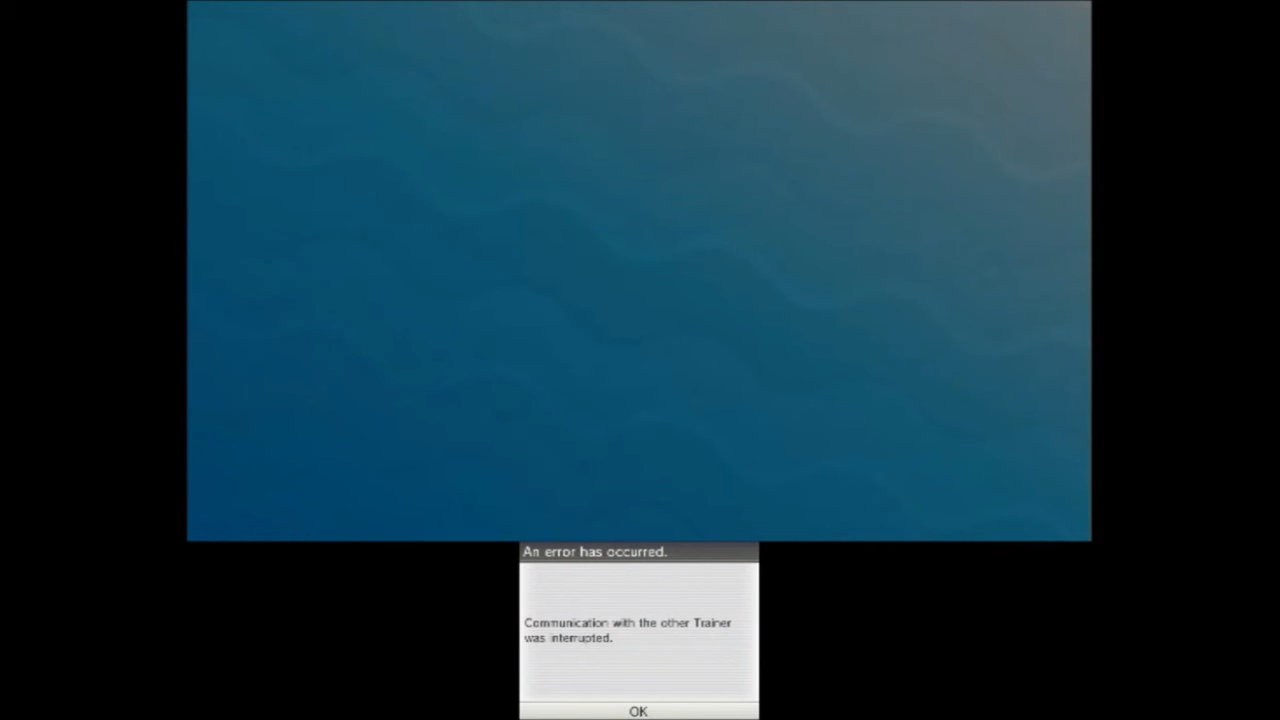 An error has occurred.
Communication with the other Trainer
was interrupted.
OK